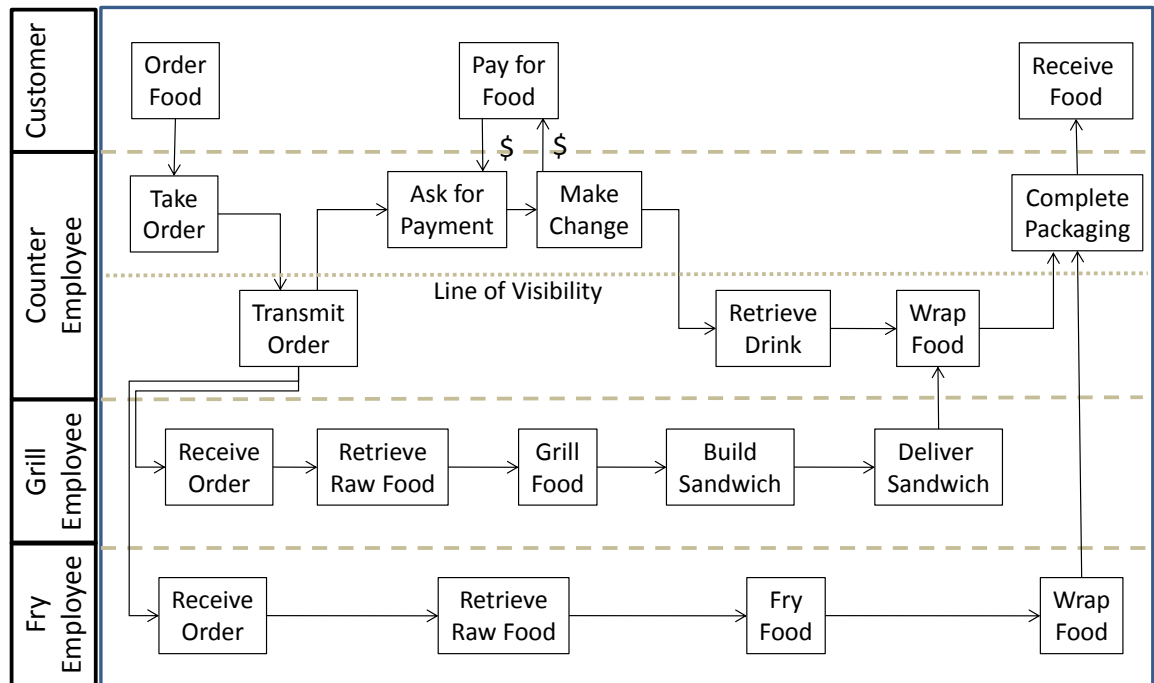 Customer
Order
Food
Pay for
Food
Receive
Food
$
$
Counter
Employee
Take
Order
Ask for
Payment
Make
Change
Complete
Packaging
Line of Visibility
Transmit
Order
Retrieve
Drink
Wrap
Food
Grill
Employee
Receive
Order
Retrieve
Raw Food
Grill
Food
Build
Sandwich
Deliver
Sandwich
Fry
Employee
Receive
Order
Retrieve
Raw Food
Fry
Food
Wrap
Food